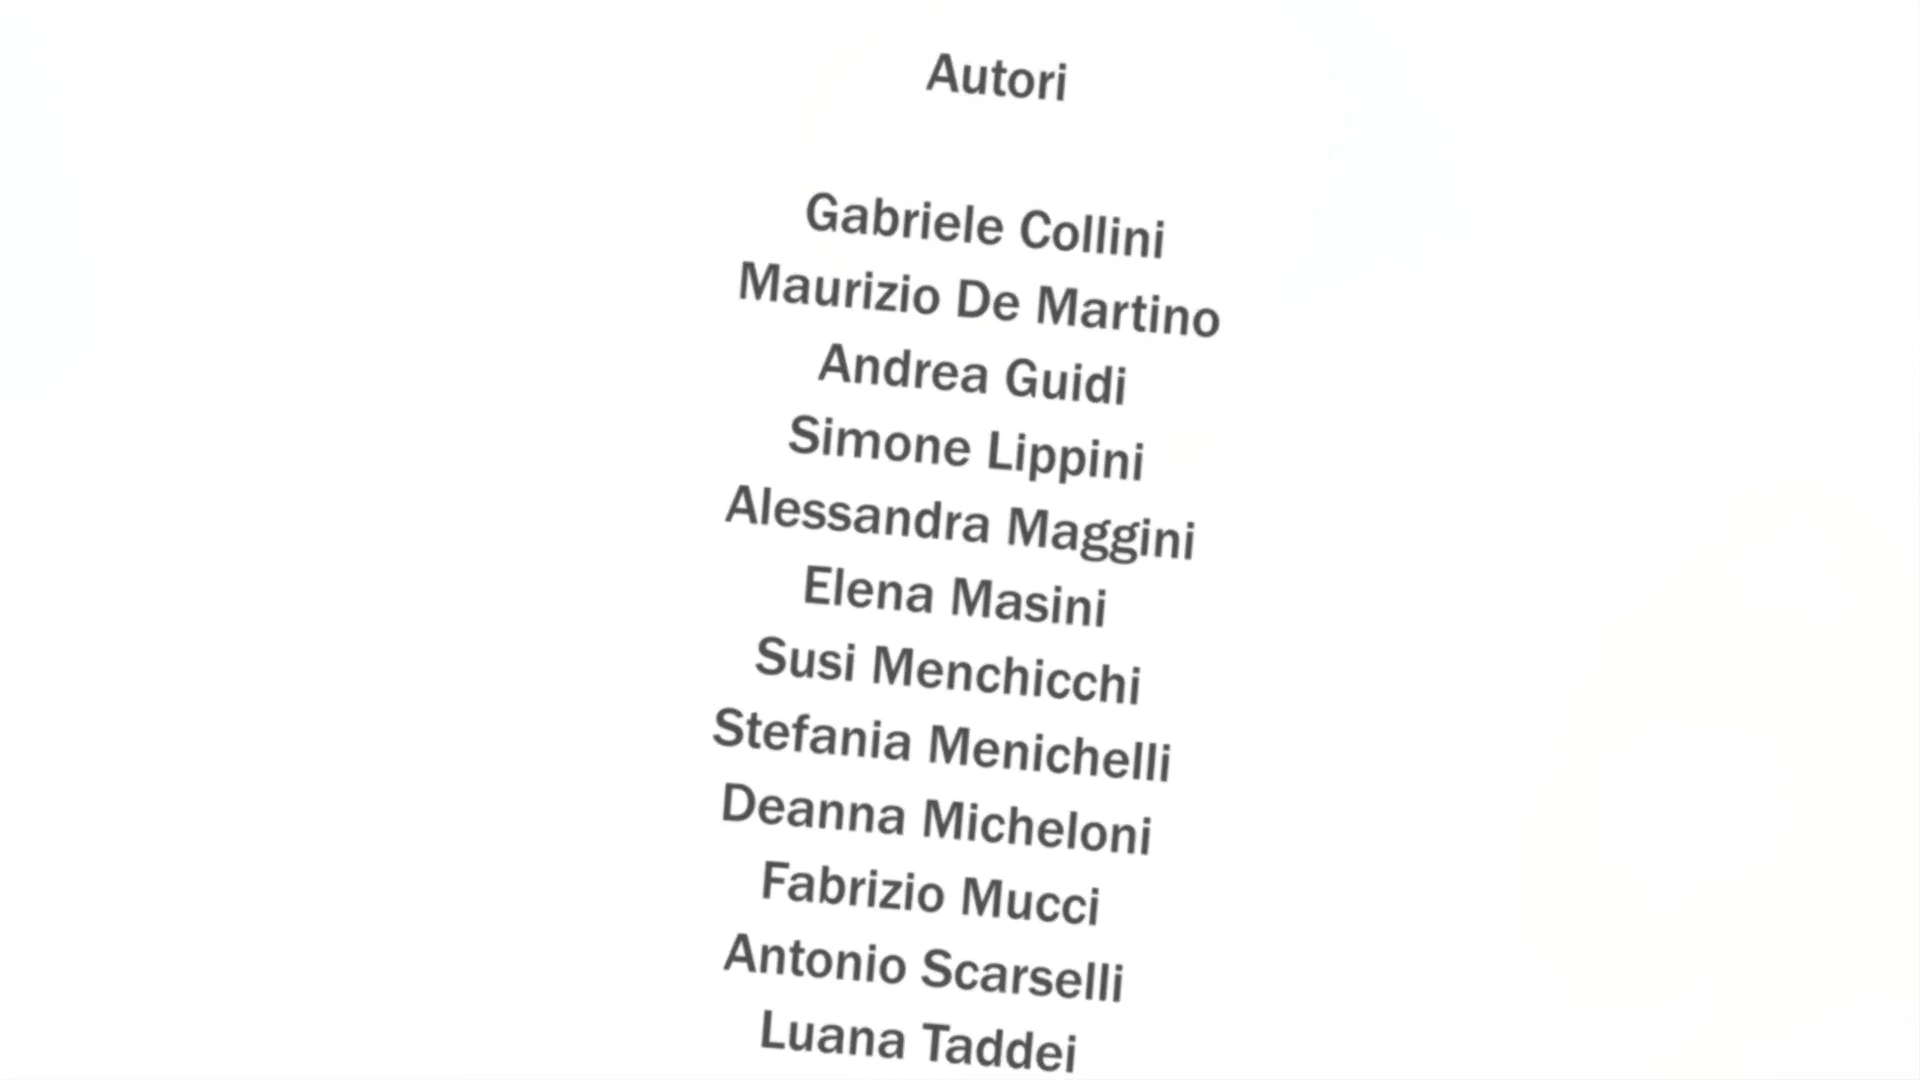 Autori
Gabriele Collini
Maurizio De Martino
Andrea Guidi
Simone Lippini
Alessandra Maggini
Elena Masini
Susi Menchicchi
Stefania Menichelli
Deanna Micheloni
Fabrizio Mucci
Antonio Scarselli
Luana Taddei